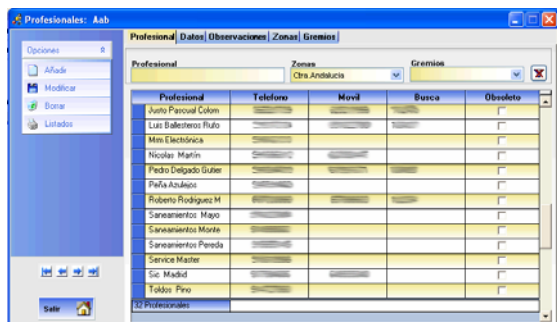 Profesionales: Aab
Profesional Datos Observaciones Zonas Gremios
Opciones
Añadir
Modificar
Borrar
Listados
Salir
Profesional Zonas Gremios
Ctra.Andalucia
Profesional Telefono Movil Busca Obsoleto
Justo Pascual Colom
Luis Ballesteros Rufo
Mm Electrónica
Nicolas Martín
Pedro Delgado Gutier
Peña Azulejos
Roberto Rodriguez M
Saneamientos Mayo
Saneamientos Monte
Saneamientos Pereda
Service Master
Sic Madrid
Toldos Pino
32 Profesionales